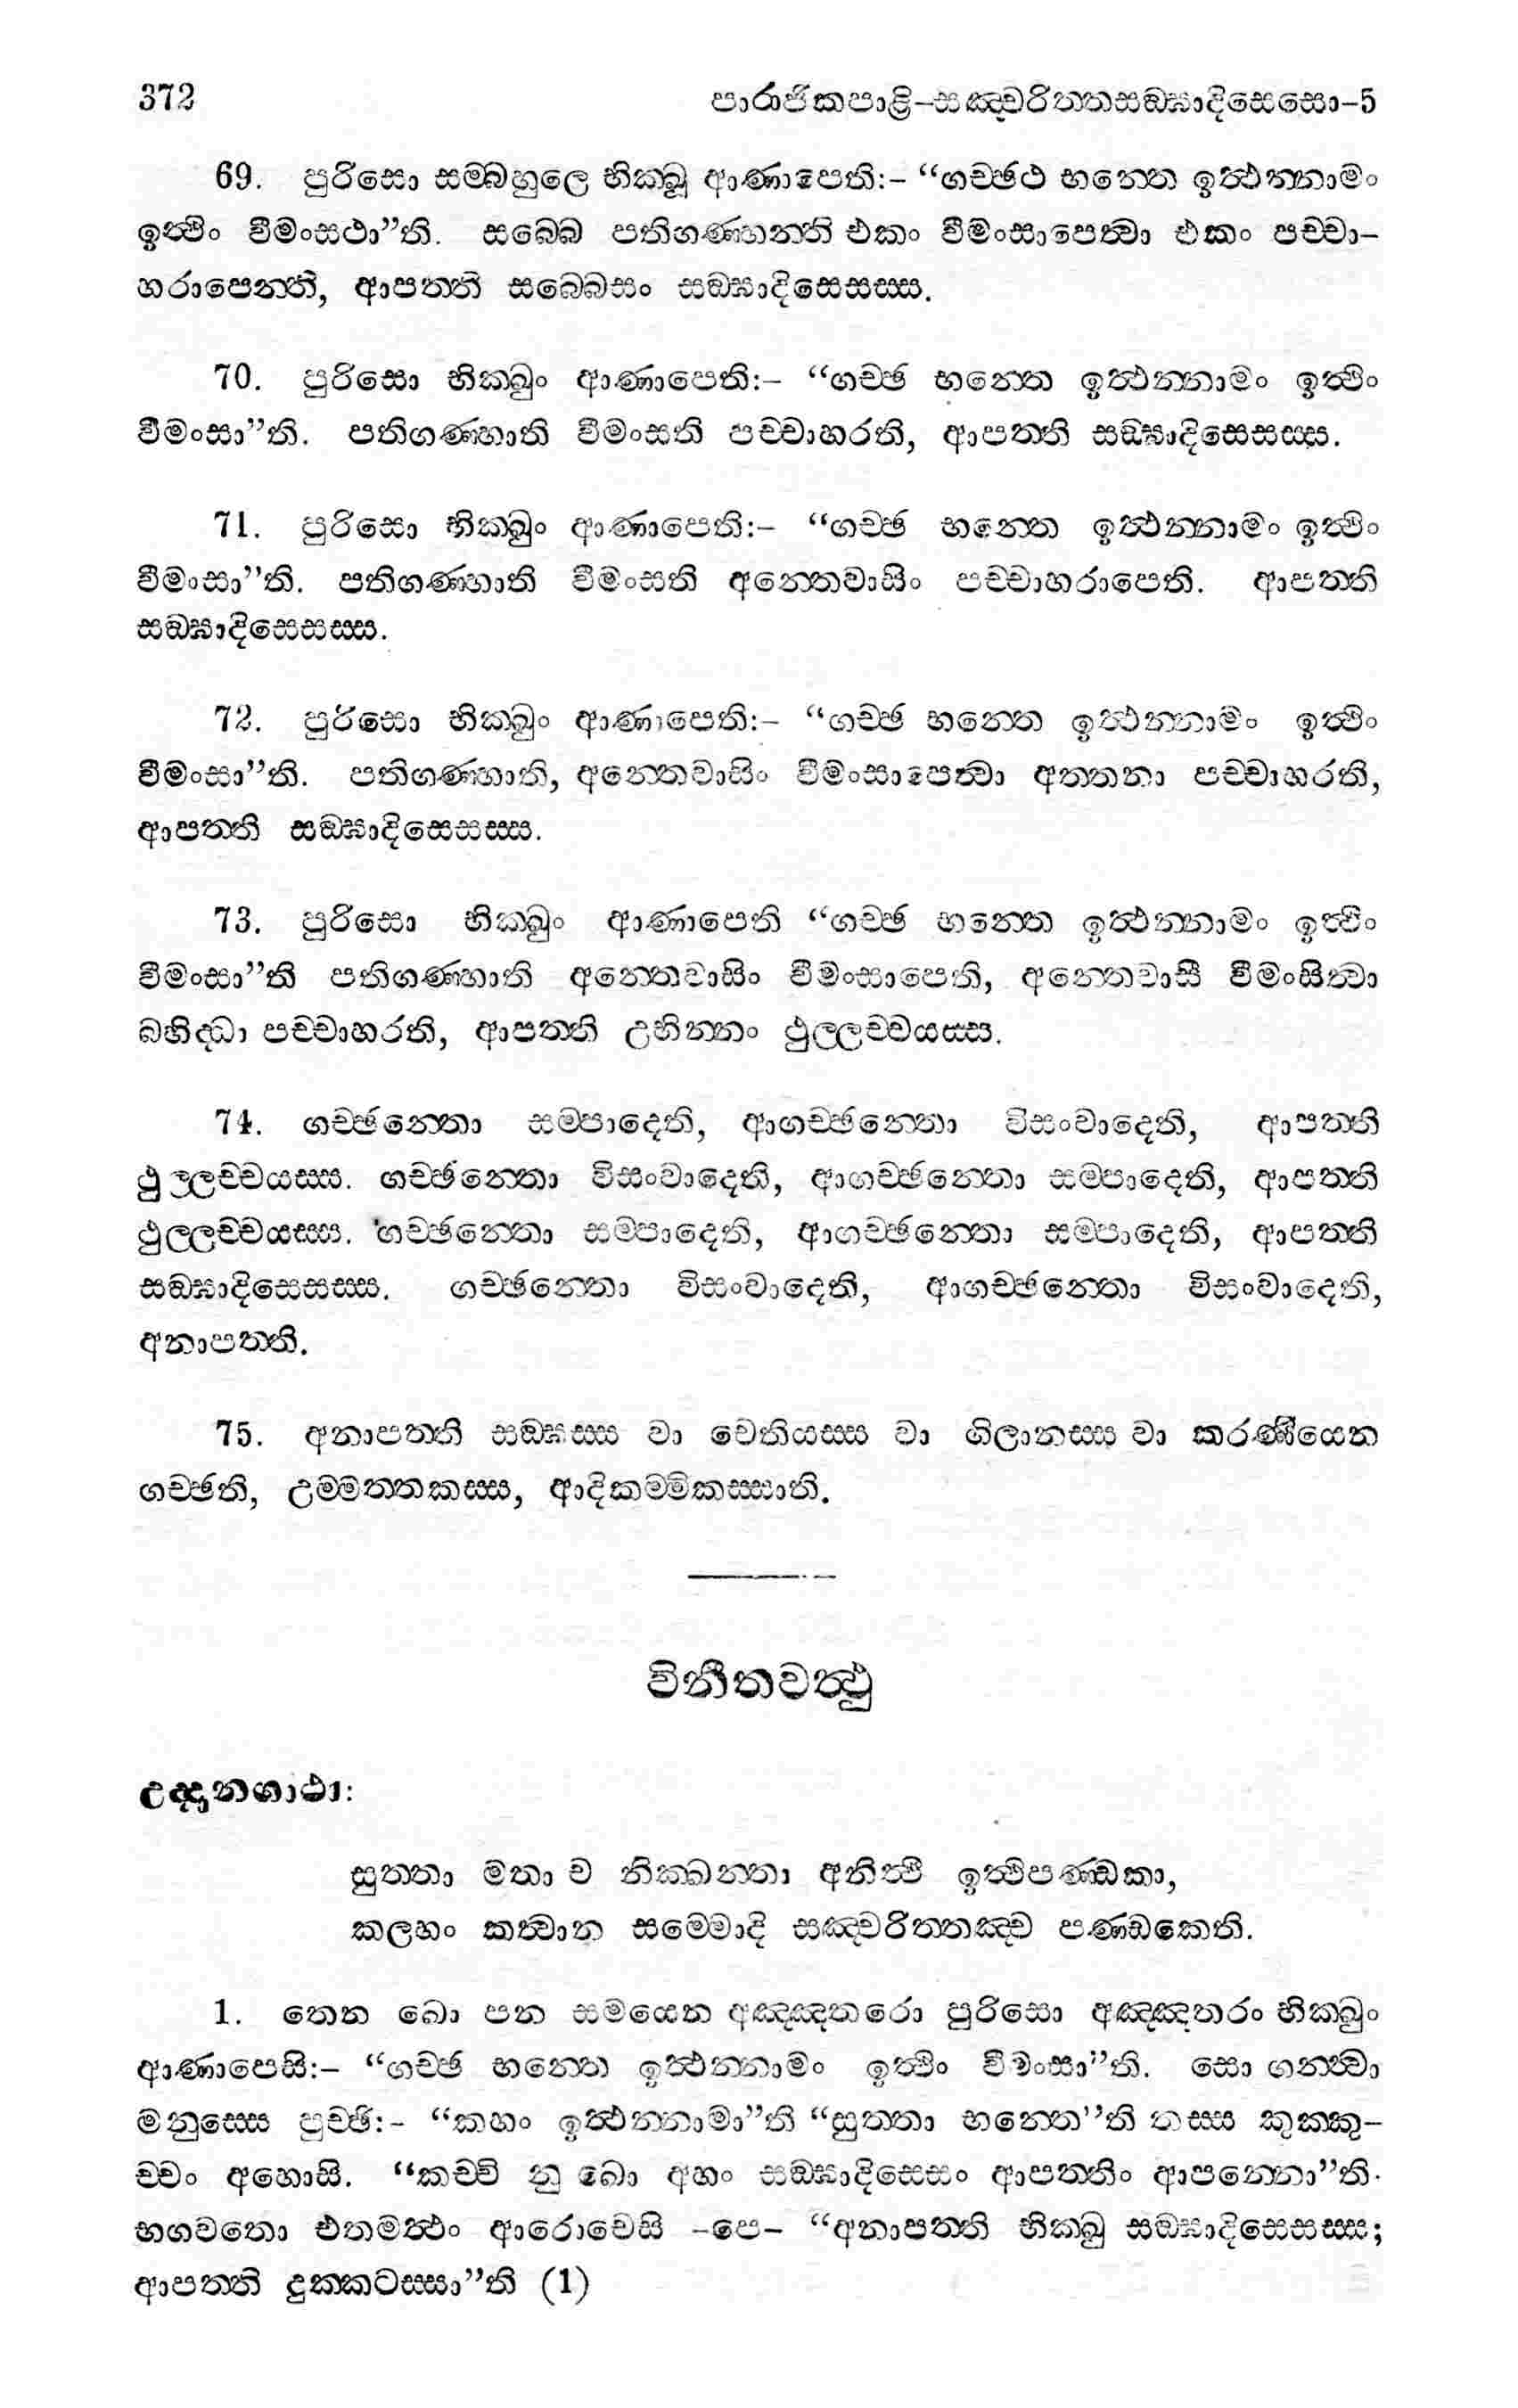 372 පාරාජිකපාළි–සඤ්චරිත්තසඞ්ඝාදිසෙසො–5
69. පුරිසො සම්බහුලෙ භික්ඛූ ආණාපෙති:– “ගච්ඡථ භන්තෙ ඉත්ථන්නාමං
ඉත්ථිං වීමංසථා”ති. සබ්බෙ පතිගණ්හන්ති එකං වීමංසාපෙත්වා එකං පච්චා–
හරාපෙන්ති, ආපත්ති සබ්බෙසං සඞ්ඝාදිසෙසස්ස.
70. පුරිසො භික්ඛුං ආණාපෙති:– “ගච්ඡ භන්තෙ ඉත්ථන්නාමං ඉත්ථිං
වීමංසා”ති. පතිගණ්හාති වීමංසති පච්චාහරති, ආපත්ති සඞ්ඝාදිසෙසස්ස.
71. පුරිසො භික්ඛුං ආණාපෙති:– “ගච්ඡ භන්තෙ ඉත්ථන්නාමං ඉත්ථිං
වීමංසා”ති. පතිගණ්හාති වීමංසති අන්තෙවාසිං පච්චාහරාපෙති. ආපත්ති
සඞ්ඝාදිසෙසස්ස.
72. පුරිසො භික්ඛුං ආණාපෙති:– “ගච්ඡ භන්තෙ ඉත්ථන්නාමං ඉත්ථිං
වීමංසා”ති. පතිගණ්හාති, අන්තෙවාසිං වීමංසාපෙත්වා අත්තනා පච්චාහරති,
ආපත්ති සඞ්ඝාදිසෙසස්ස.
73. පුරිසො භික්ඛුං ආණාපෙති “ගච්ඡ භන්තෙ ඉත්ථන්නාමං ඉත්ථිං
වීමංසා”ති පතිගණ්හාති අන්තෙවාසිං වීමංසාපෙති, අන්තෙවාසී වීමංසිත්වා
බහිද්ධා පච්චාහරති, ආපත්ති උභින්නං ථුල්ලච්චයස්ස.
74. ගච්ඡන්තො සම්පාදෙති, ආගච්ඡන්තො විසංවාදෙති, ආපත්ති
ථුල්ලච්චයස්ස. ගච්ඡන්තො විසංවාදෙති, ආගච්ඡන්තො සම්පාදෙති, ආපත්ති
ථුල්ලච්චයස්ස. ගච්ඡන්තො සම්පාදෙති, ආගච්ඡන්තො සම්පාදෙති, ආපත්ති
සඞ්ඝාදිසෙසස්ස. ගච්ඡන්තො විසංවාදෙති, ආගච්ඡන්තො විසංවාදෙති,
අනාපත්ති.
75. අනාපත්ති සඞ්ඝස්ස වා චෙතියස්ස වා ගිලානස්ස වා කරණීයෙන
ගච්ඡති, උම්මත්තකස්ස, ආදිකම්මිකස්සාති.
විනීතවත්ථු
උද්දානගාථා:
සුත්තා මතා ච නික්ඛන්තා අනිත්ථී ඉත්ථිපණ්ඩකා,
කලහං කත්වාන සම්මොදි සඤ්චරිත්තඤ්ච පණ්ඩකෙති.
1. තෙන ඛො පන සමයෙන අඤ්ඤතරො පුරිසො අඤ්ඤතරං භික්ඛුං
ආණාපෙසි:– “ගච්ඡ භන්තෙ ඉත්ථන්නාමං ඉත්ථිං වීමංසා”ති. සො ගන්ත්වා
මනුස්සෙ පුච්ඡි:– “කහං ඉත්ථන්නාමා”ති “සුත්තා භන්තෙ”ති තස්ස කුක්කු–
ච්චං අහොසි. “කච්චි නු ඛො අහං සඞ්ඝාදිසෙසං ආපත්තිං ආපන්නො”ති.
භගවතො එතමත්ථං ආරොචෙසි –පෙ– “අනාපත්ති භික්ඛු සඞ්ඝාදිසෙසස්ස;
ආපත්ති දුක්කටස්සා”ති (1)